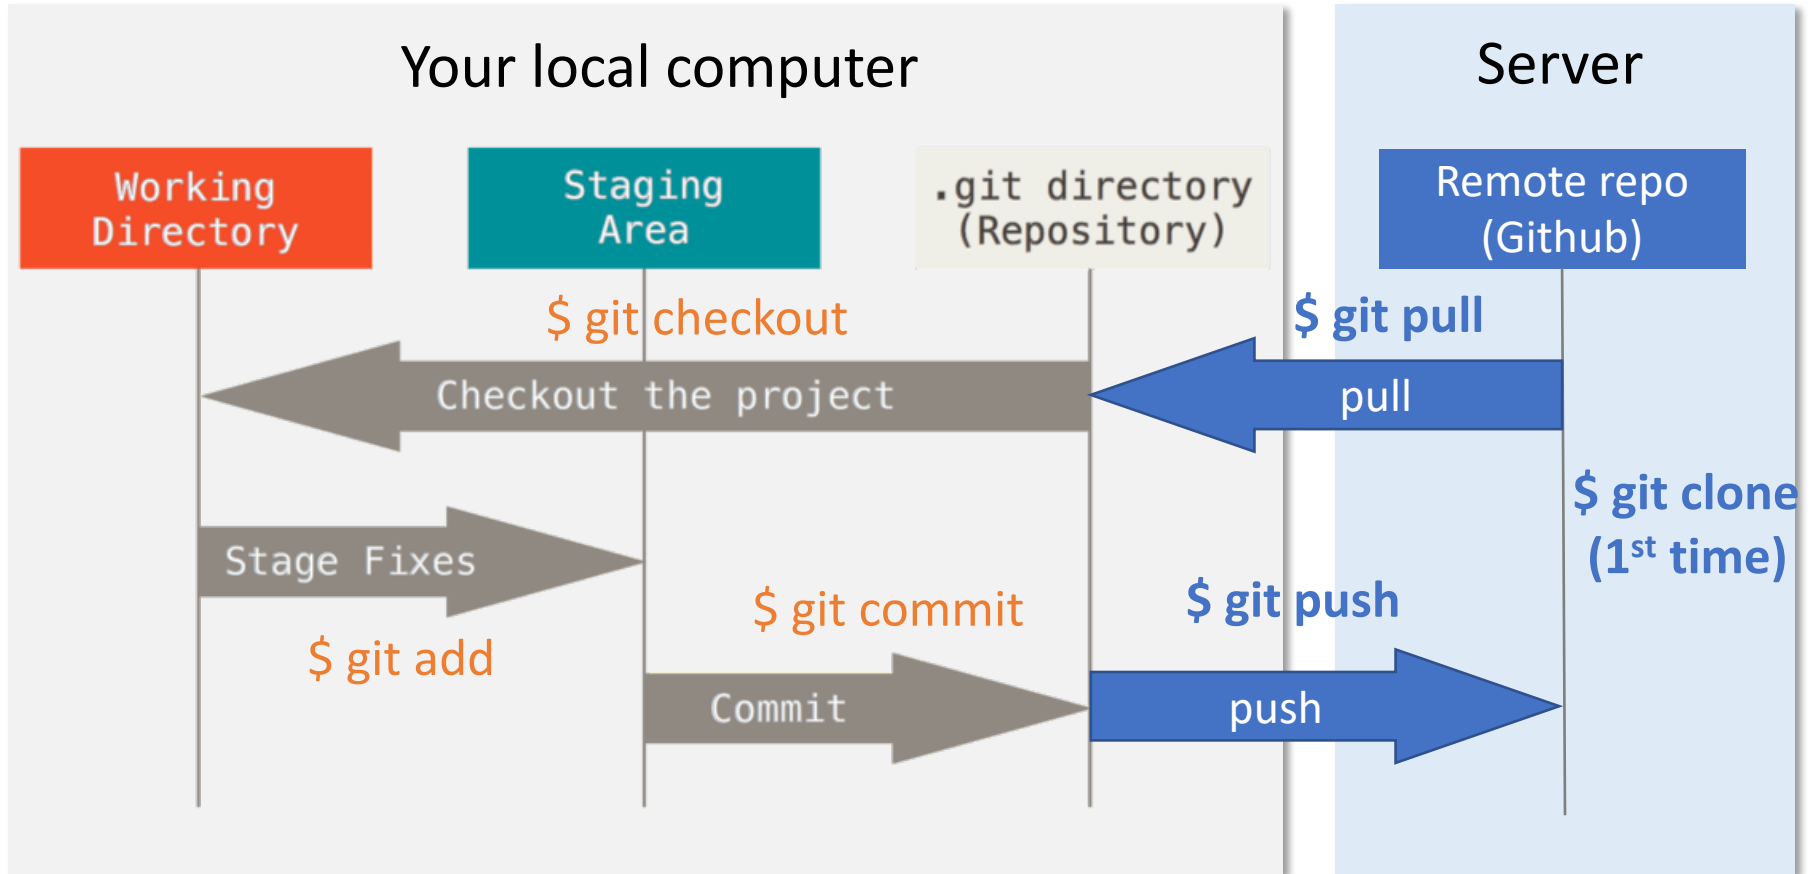 Your local computer
Server
Working
Directory
Staging
Area
.git directory
(Repository)
Remote repo
(Github)
$ git checkout
$ git pull
Checkout the project
pull
$ git clone
(1st time)
Stage Fixes
$ git add
$ git commit
$ git push
Commit
push